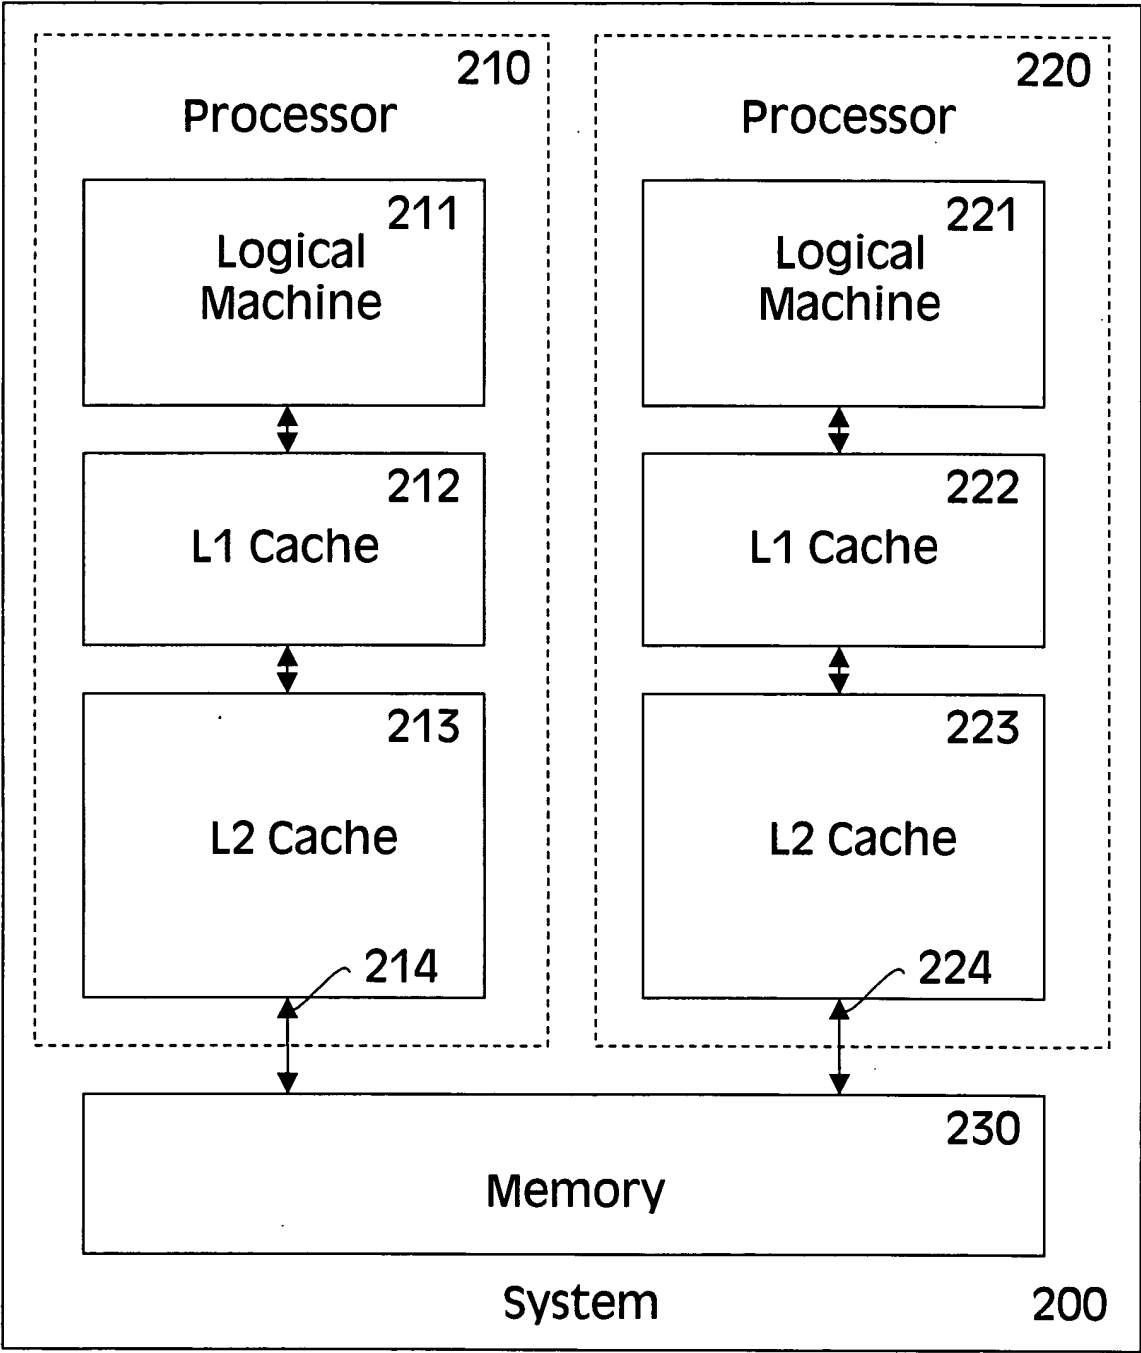 210
Processor
211
Logical
Machine
212
L1 Cache
213
L2 Cache
214
220
Processor
221
Logical
Machine
222
L1 Cache
223
L2 Cache
224
230
Memory
System
200